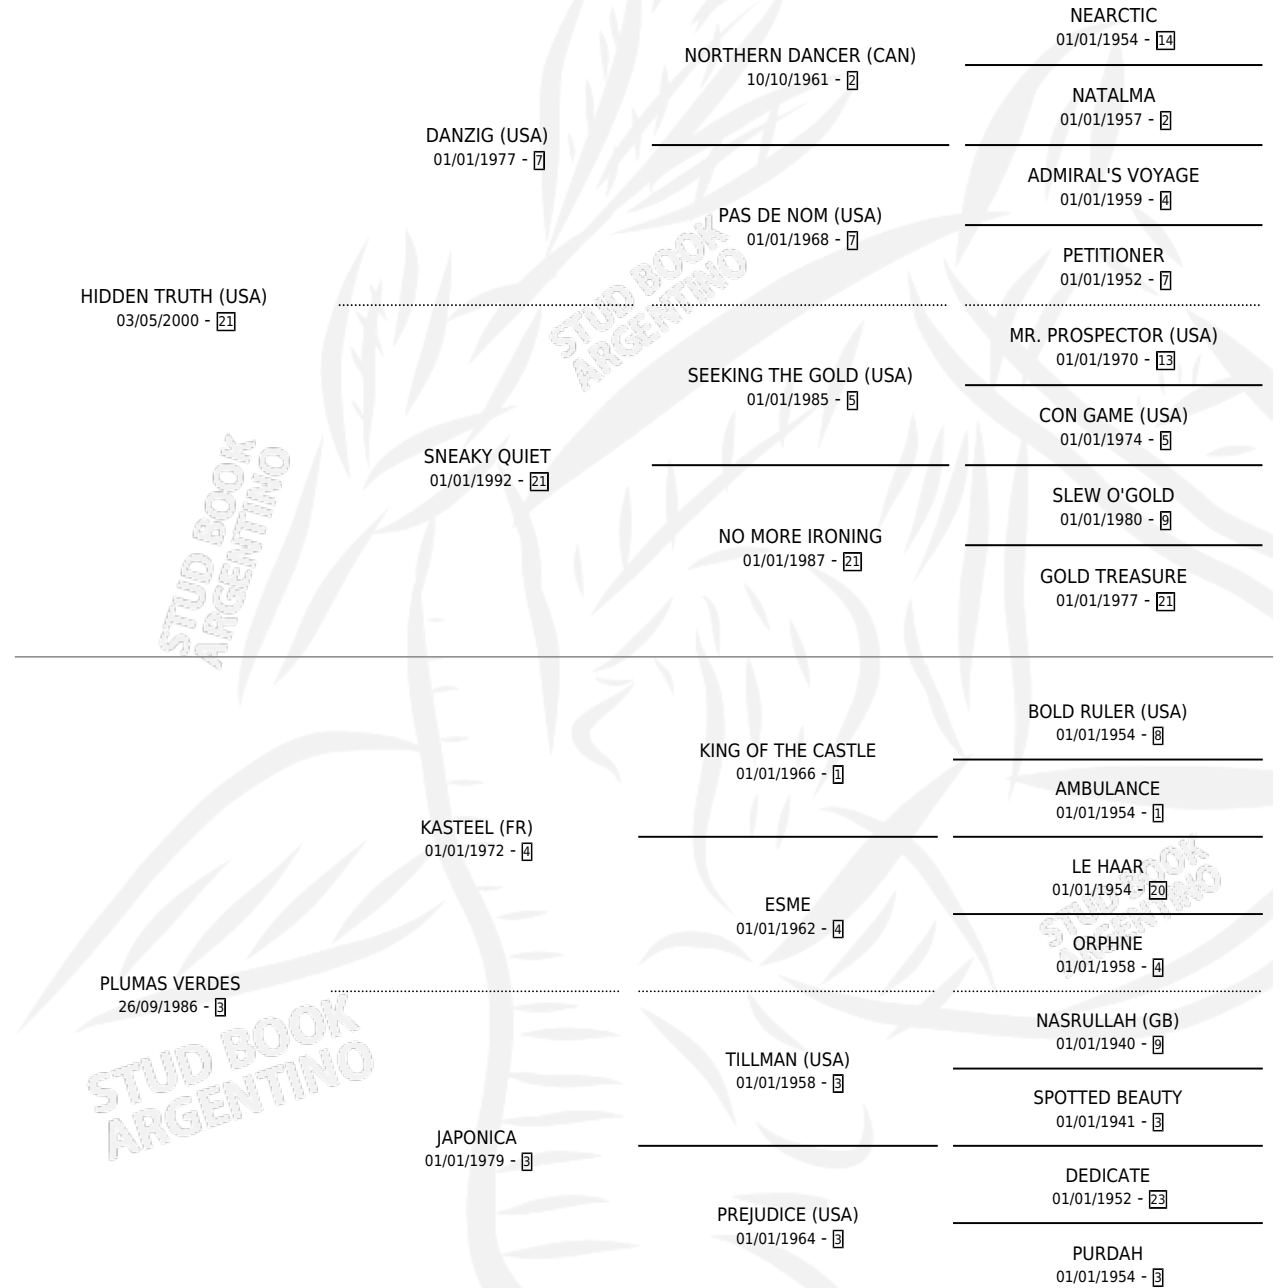 NEARCTIC
01/01/1954 - 14
NORTHERN DANCER (CAN)
10/10/1961 - 2
NATALMA
01/01/1957 - 2
DANZIG (USA)
01/01/1977 - 7
ADMIRAL'S VOYAGE
01/01/1959 - 4
PAS DE NOM (USA)
01/01/1968 - 7
PETITIONER
01/01/1952 - 7
HIDDEN TRUTH (USA)
03/05/2000 - 21
STUD BOOK
ARGENTINO
MR. PROSPECTOR (USA)
01/01/1970 - 13
SEEKING THE GOLD (USA)
01/01/1985 - 5
CON GAME (USA)
01/01/1974 - 5
SNEAKY QUIET
01/01/1992 - 21
SLEW O'GOLD
01/01/1980 - 9
NO MORE IRONING
01/01/1987 - 21
GOLD TREASURE
01/01/1977 - 21
STUD BOOK
ARGENTINO
BOLD RULER (USA)
01/01/1954 - 8
KING OF THE CASTLE
01/01/1966 - 1
AMBULANCE
01/01/1954 - 1
KASTEEL (FR)
01/01/1972 - 4
LE HAAR
01/01/1954 - 20
ESME
01/01/1962 - 4
ORPHNE
01/01/1958 - 4
STUD BOOK
ARGENTINO
PLUMAS VERDES
26/09/1986 - 3
NASRULLAH (GB)
01/01/1940 - 9
TILLMAN (USA)
01/01/1958 - 3
SPOTTED BEAUTY
01/01/1941 - 3
STUD BOOK
ARGENTINO
JAPONICA
01/01/1979 - 3
DEDICATE
01/01/1952 - 23
PREJUDICE (USA)
01/01/1964 - 3
PURDAH
01/01/1954 - 3